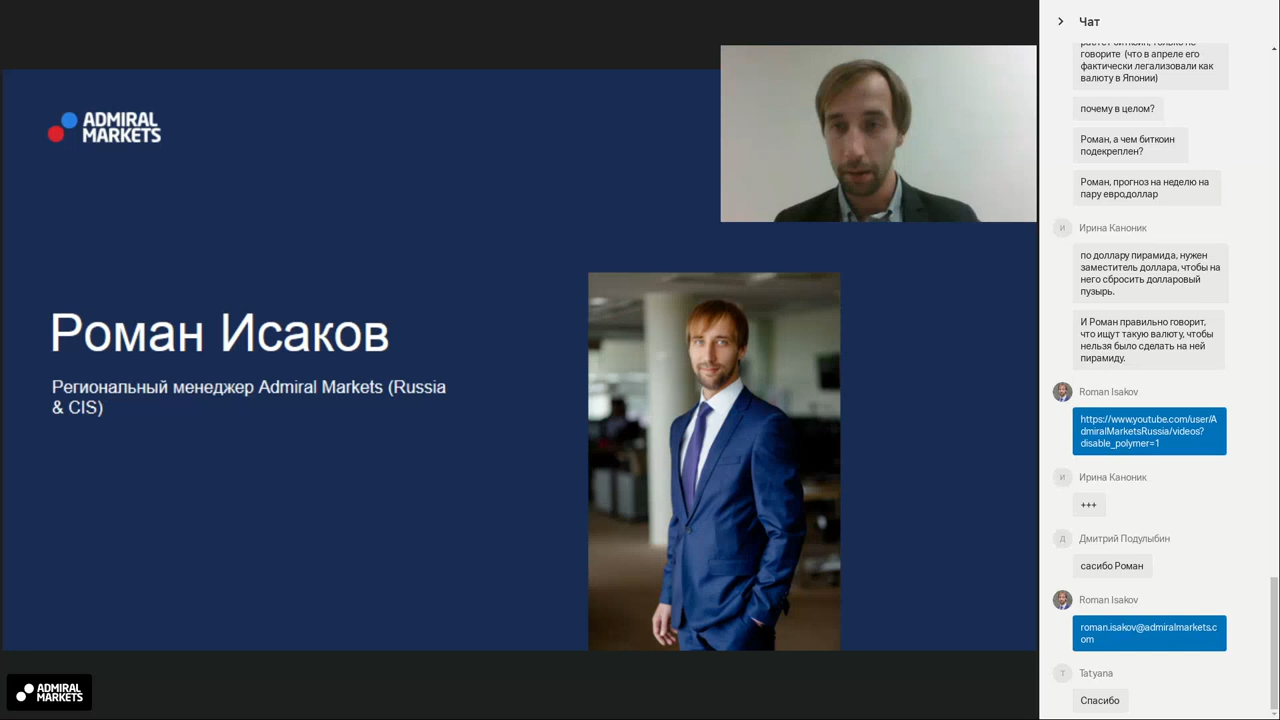 ADMIRAL
MARKETS
Роман Исаков
Региональный менеджер Admiral Markets (Russia
& CIS)
ADMIRAL
MARKETS
Чат
говорите (что в апреле его
фактически легализовали как
валюту в Японии)
почему в целом?
Роман, а чем биткоин
подекреплен?
Роман, прогноз на неделю на
пару евро,доллар
И
Ирина Каноник
по доллару пирамида, нужен
заместитель доллара, чтобы на
него сбросить долларовый
пузырь.
И Роман правильно говорит,
что ищут такую валюту, чтобы
нельзя было сделать на ней
пирамиду.
Roman Isakov
https://www.youtube.com/user/A
dmiralMarketsRussia/videos?
disable_polymer=1
И
Ирина Каноник
+++
Д
Дмитрий Подулыбин
сасибо Роман
Roman Isakov
roman.isakov@admiralmarkets.c
om
T
Tatyana
Спасибо